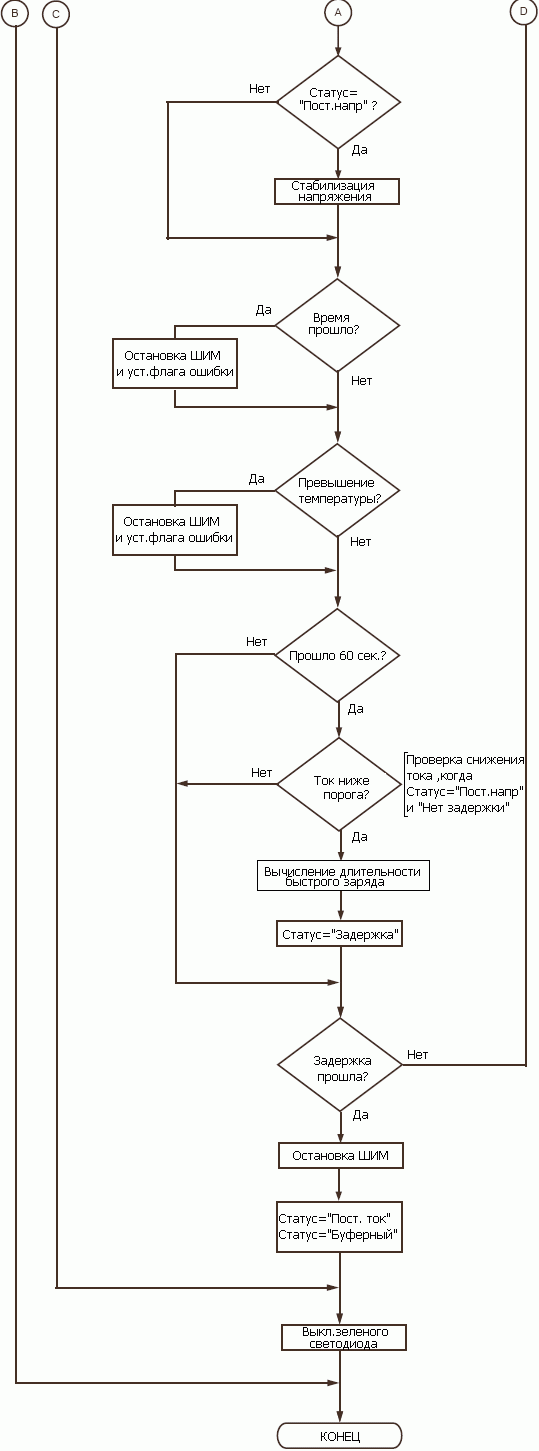 B
C
A
D
Статус=
"Пост.напр" ?
Нет
Да
Стабилизация
напряжения
Время
прошло?
Да
Нет
Остановка ШИМ
и уст.флага ошибки
Превышение
температуры?
Да
Нет
Остановка ШИМ
и уст.флага ошибки
Прошло 60 сек.?
Нет
Да
Ток ниже
порога?
Нет
Да
Проверка снижения
тока ,когда
Статус="Пост.напр"
и "Нет задержки"
Вычисление длительности
быстрого заряда
Статус="Задержка"
Задержка
прошла?
Нет
Да
Остановка ШИМ
Статус="Пост. ток"
Статус="Буферный"
Выкл.зеленого
светодиода
КОНЕЦ